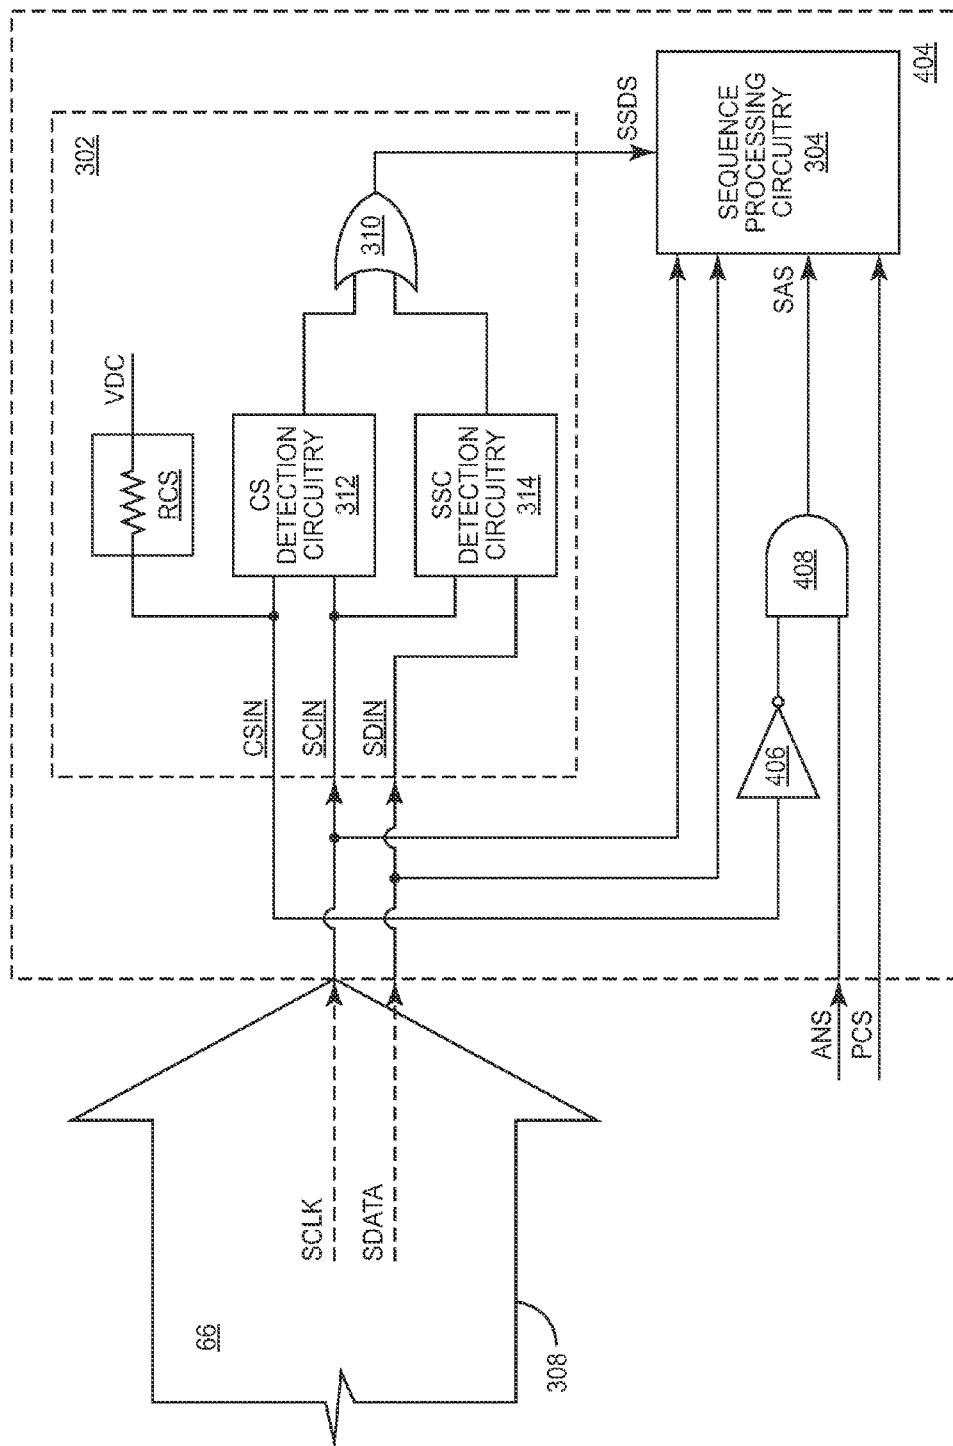 302
VDC
RCS
CS
DETECTION
CIRCUITRY
312
SSC
DETECTION
CIRCUITRY
314
310
CSIN
SCIN
SDIN
SSDS
SEQUENCE
PROCESSING
CIRCUITRY
304
404
SAS
406
408
66
SCLK
SDATA
308
ANS
PCS